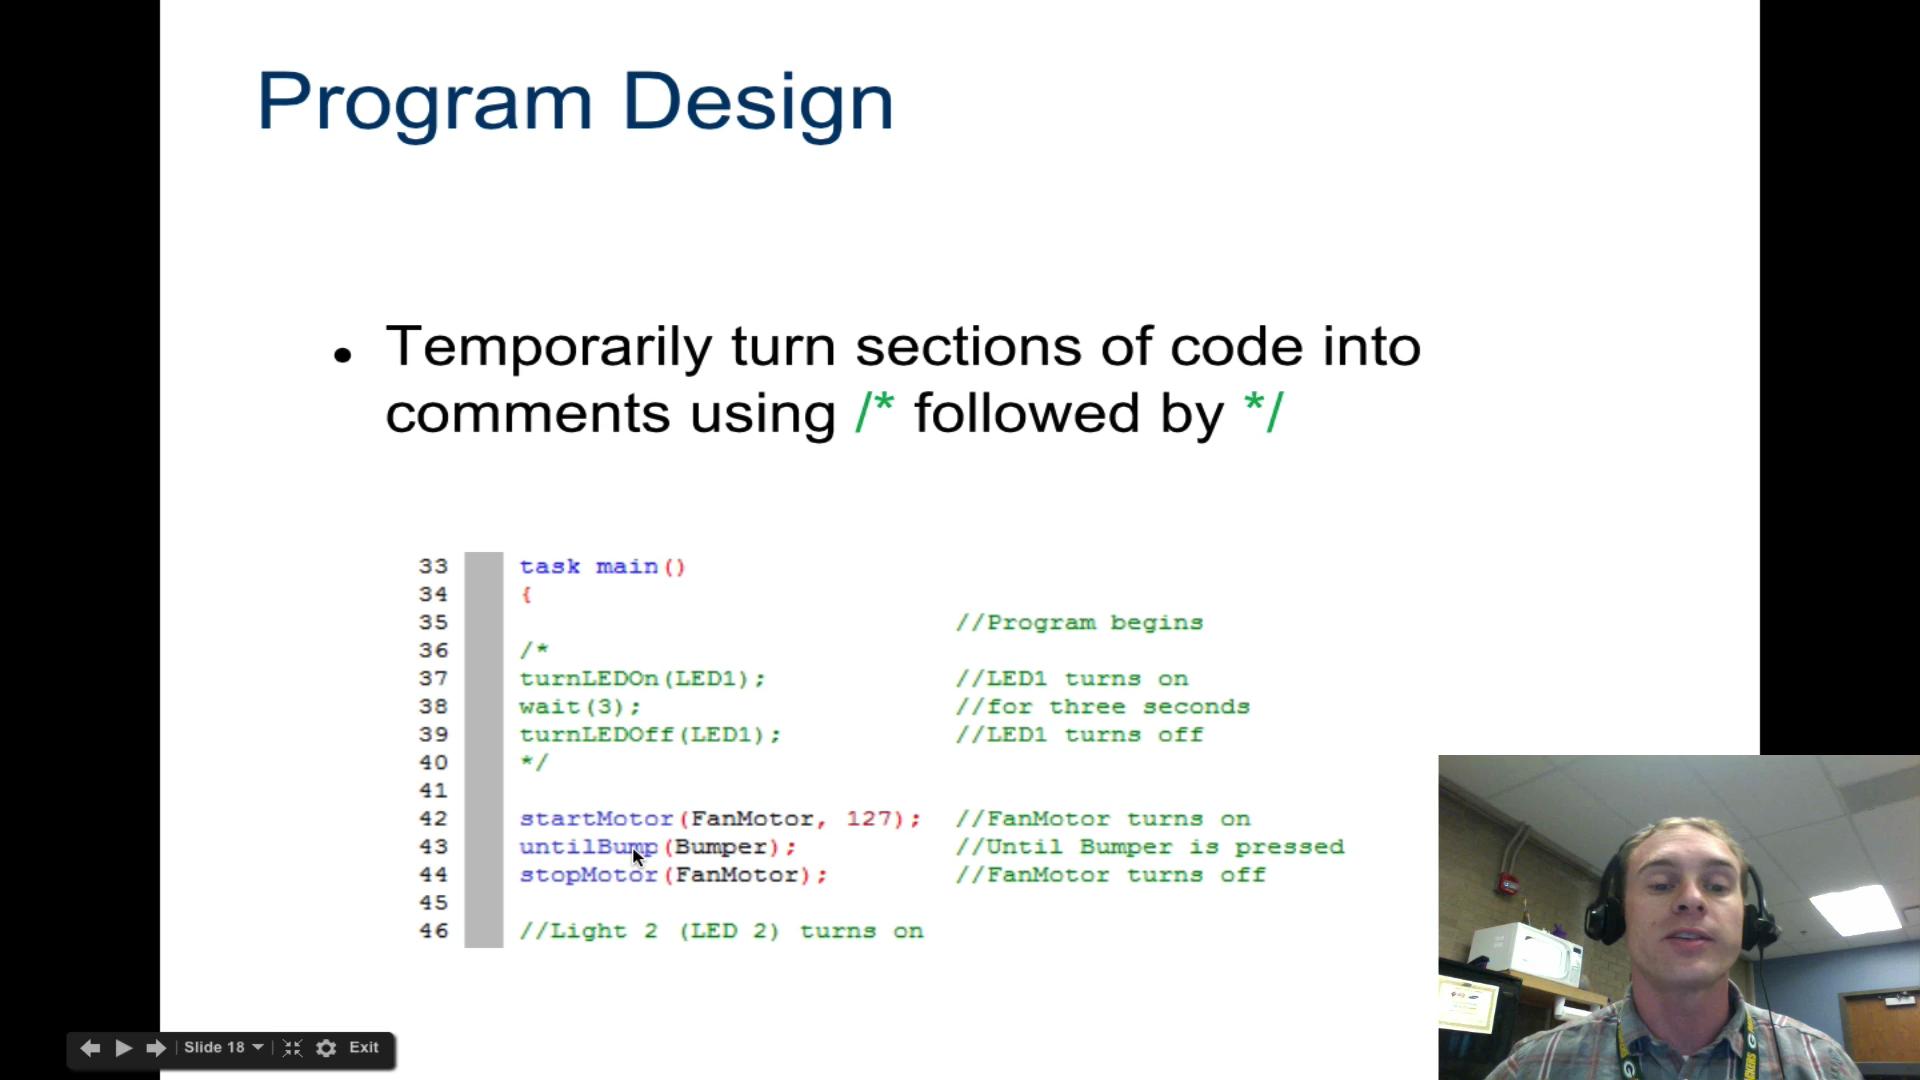 Program Design
• Temporarily turn sections of code into
comments using /* followed by */
33 task main()
34 {
35 //Program begins
36 /*
37 turnLEDOn(LED1); //LED1 turns on
38 wait(3); //for three seconds
39 turnLEDOff(LED1); //LED1 turns off
40 */
41
42 startMotor(FanMotor, 127); //FanMotor turns on
43 untilBump(Bumper); //Until Bumper is pressed
44 stopMotor(FanMotor); //FanMotor turns off
45
46 //Light 2 (LED 2) turns on
Slide 18 Exit